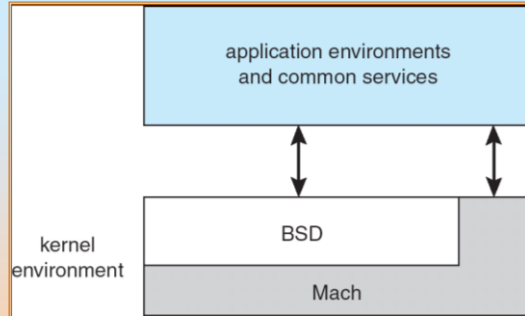 application environments
and common services
kernel
environment
BSD
Mach